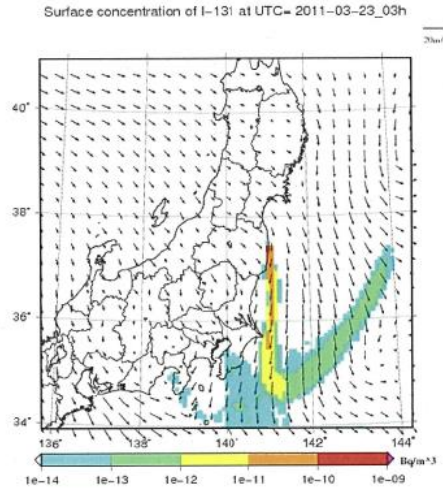 Surface concentration of I-131 at UTC= 2011-03-23_03h
20m/
40°
38°
36°
34°
136° 138° 140° 142° 144°
Bq/m^3
1e-14 1e-13 1e-12 1e-11 1e-10 1e-09